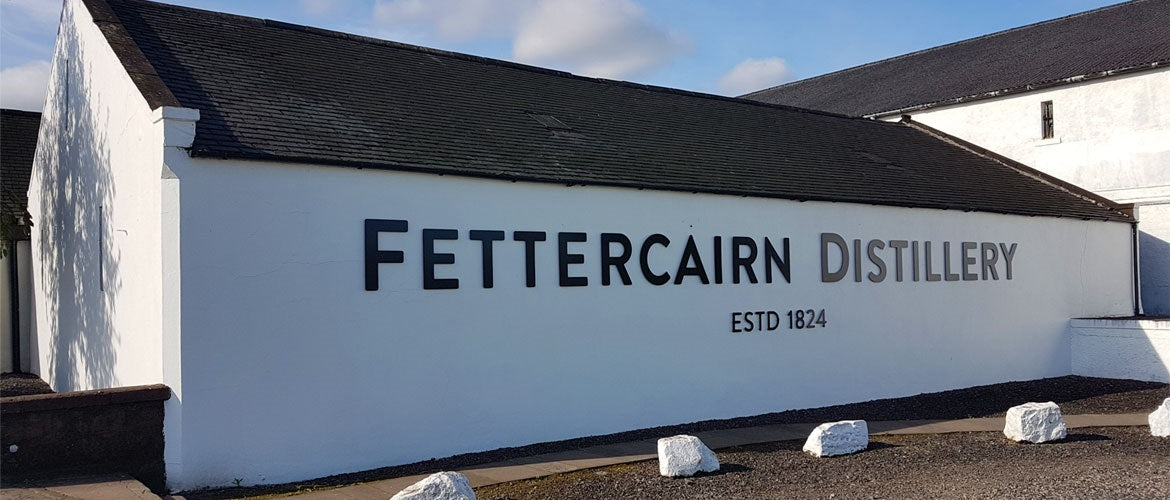 FETTERCAIRN DISTILLERY
ESTD 1824